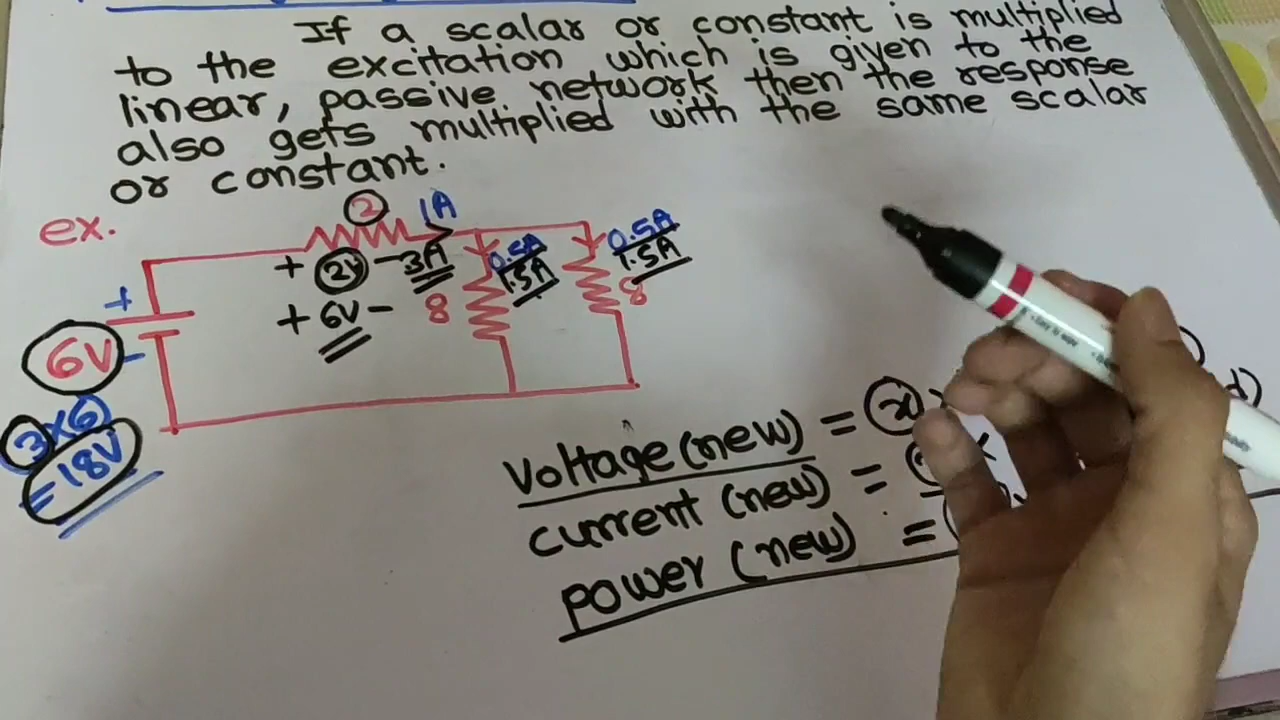 If a scalar or constant is multiplied
to the excitation which is given to the
linear, passive network then the response
also gets multiplied with the same scalar
or constant.
ex.
2
1A
+ 2V - 3A
+ 6V -
0.5A
1.5A
8
0.5A
1.5A
8
+
6V
-
3×6
= 18V
Voltage (new) = x
current (new) =
power (new) =